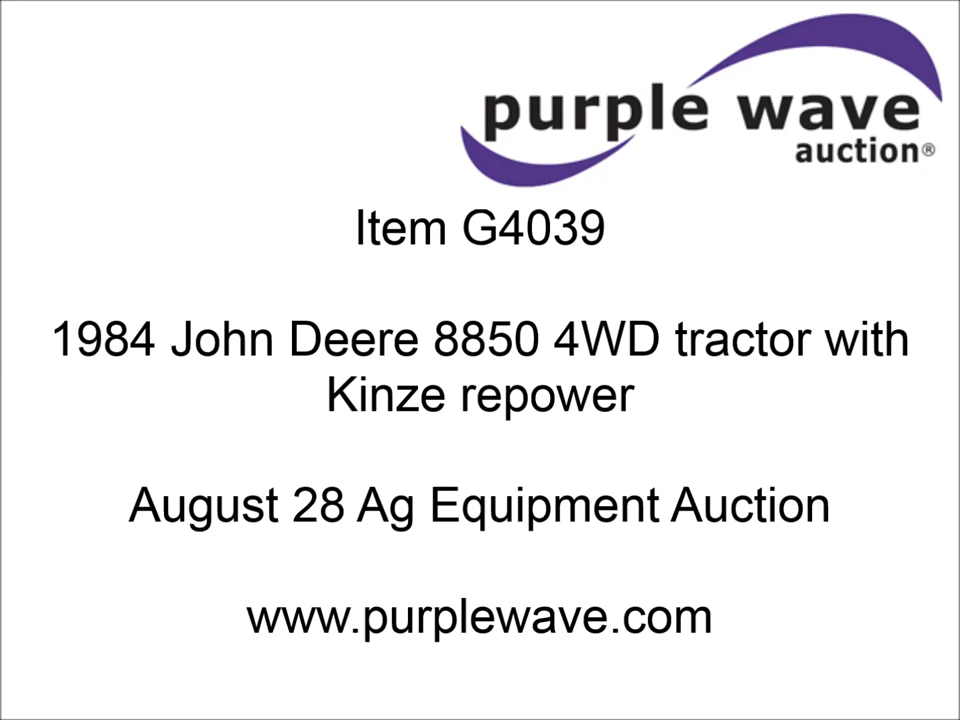 purple wave
auction®
Item G4039
1984 John Deere 8850 4WD tractor with
Kinze repower
August 28 Ag Equipment Auction
www.purplewave.com